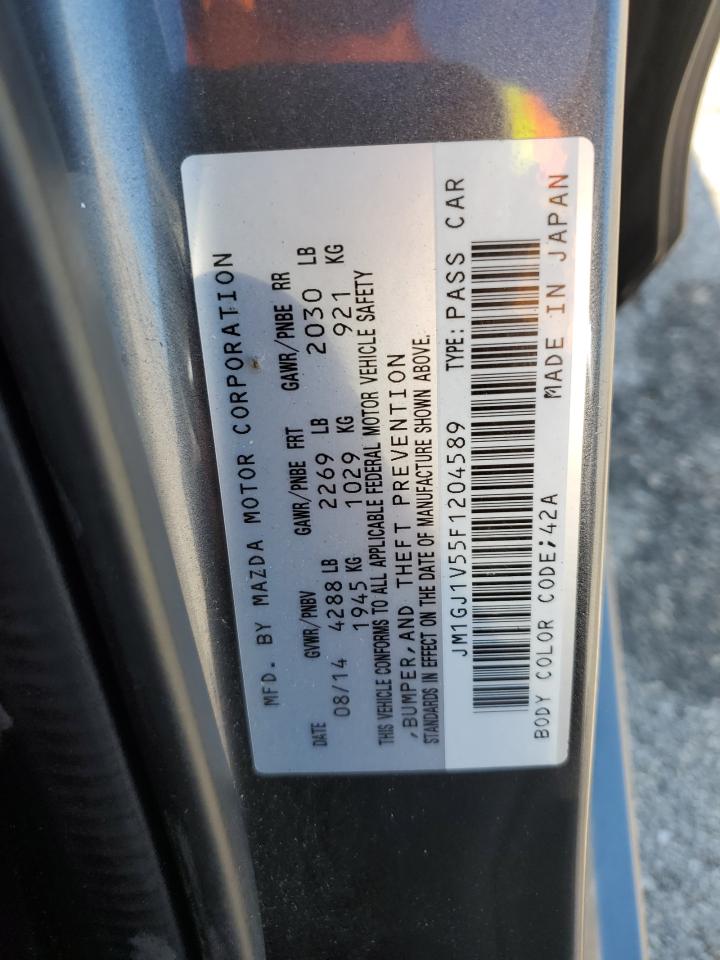 MFD. BY MAZDA MOTOR CORPORATION
DATE GVWR/PNBV GAWR/PNBE FRT GAWR/PNBE RR
08/14 4288 LB 2269 LB 2030 LB
1945 KG 1029 KG 921 KG
THIS VEHICLE CONFORMS TO ALL APPLICABLE FEDERAL MOTOR VEHICLE SAFETY
,BUMPER,AND THEFT PREVENTION
STANDARDS IN EFFECT ON THE DATE OF MANUFACTURE SHOWN ABOVE.
JM1GJ1V55F1204589 TYPE: PASS CAR
BODY COLOR CODE;42A MADE IN JAPAN